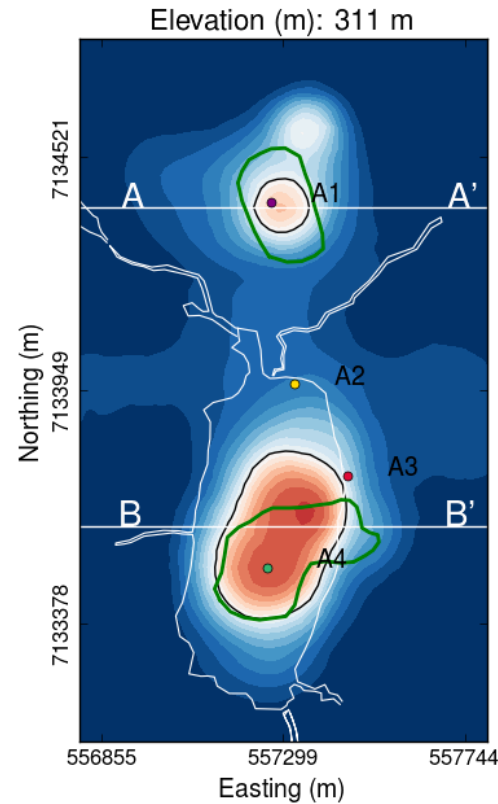 Elevation (m): 311 m
7134521
A A1 A'
Northing (m)
7133949
A2
A3
B B'
A4
7133378
556855 557299 557744
Easting (m)